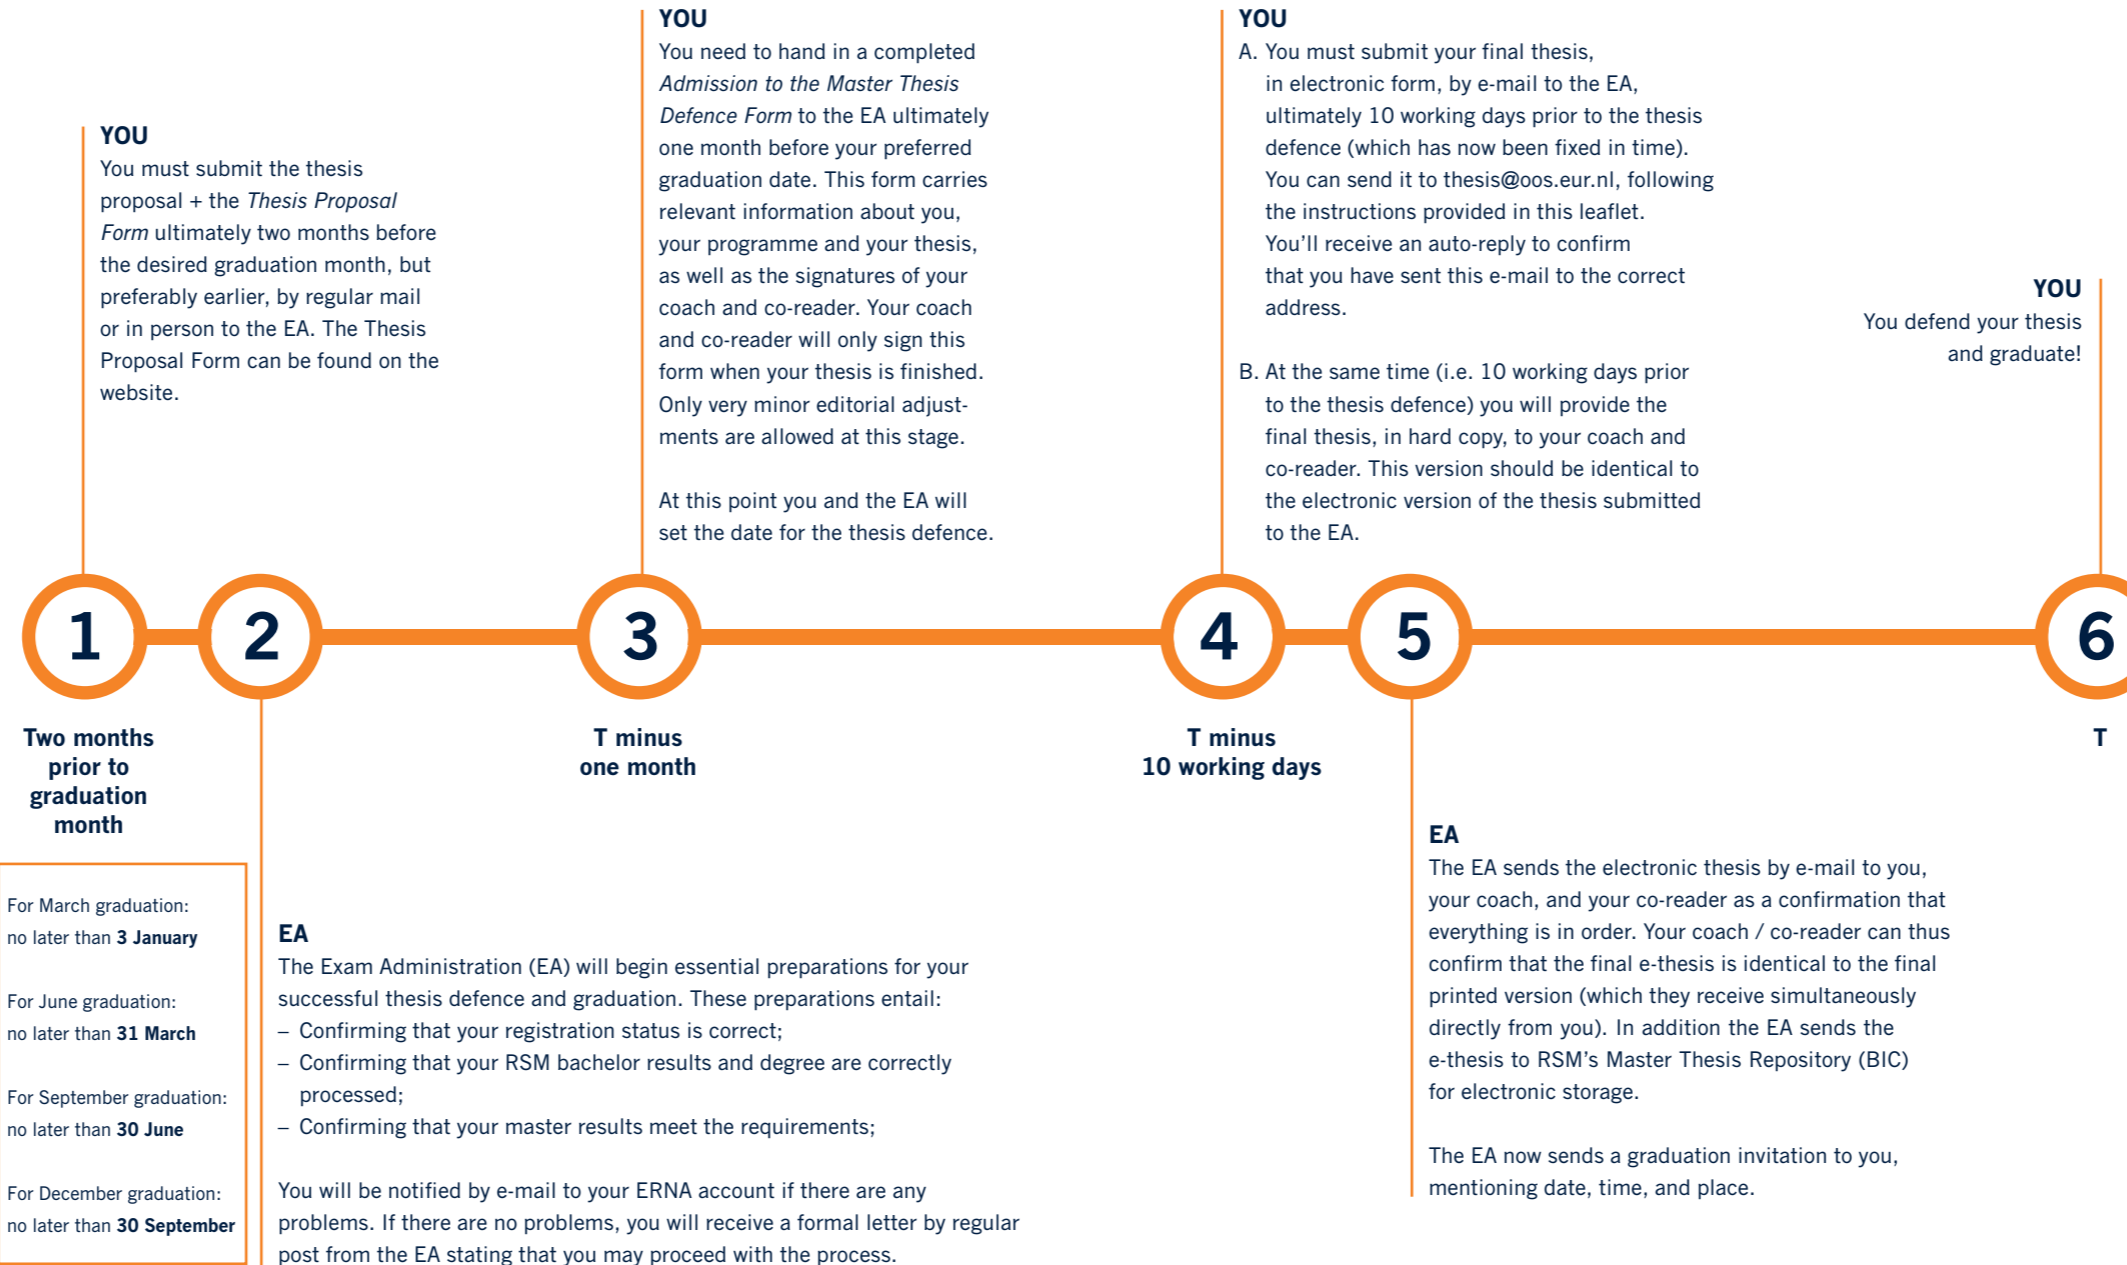 YOU
You must submit the thesis
proposal + the Thesis Proposal
Form ultimately two months before
the desired graduation month, but
preferably earlier, by regular mail
or in person to the EA. The Thesis
Proposal Form can be found on the
website.
YOU
You need to hand in a completed
Admission to the Master Thesis
Defence Form to the EA ultimately
one month before your preferred
graduation date. This form carries
relevant information about you,
your programme and your thesis,
as well as the signatures of your
coach and co-reader. Your coach
and co-reader will only sign this
form when your thesis is finished.
Only very minor editorial adjust-
ments are allowed at this stage.
At this point you and the EA will
set the date for the thesis defence.
YOU
A. You must submit your final thesis,
in electronic form, by e-mail to the EA,
ultimately 10 working days prior to the thesis
defence (which has now been fixed in time).
You can send it to thesis@oos.eur.nl, following
the instructions provided in this leaflet.
You'll receive an auto-reply to confirm
that you have sent this e-mail to the correct
address.
B. At the same time (i.e. 10 working days prior
to the thesis defence) you will provide the
final thesis, in hard copy, to your coach and
co-reader. This version should be identical to
the electronic version of the thesis submitted
to the EA.
YOU
You defend your thesis
and graduate!
1
2
3
4
5
6
Two months
prior to
graduation
month
T minus
one month
T minus
10 working days
T
For March graduation:
no later than 3 January
For June graduation:
no later than 31 March
For September graduation:
no later than 30 June
For December graduation:
no later than 30 September
EA
The Exam Administration (EA) will begin essential preparations for your
successful thesis defence and graduation. These preparations entail:
– Confirming that your registration status is correct;
– Confirming that your RSM bachelor results and degree are correctly
processed;
– Confirming that your master results meet the requirements;
You will be notified by e-mail to your ERNA account if there are any
problems. If there are no problems, you will receive a formal letter by regular
post from the EA stating that you may proceed with the process.
EA
The EA sends the electronic thesis by e-mail to you,
your coach, and your co-reader as a confirmation that
everything is in order. Your coach / co-reader can thus
confirm that the final e-thesis is identical to the final
printed version (which they receive simultaneously
directly from you). In addition the EA sends the
e-thesis to RSM's Master Thesis Repository (BIC)
for electronic storage.
The EA now sends a graduation invitation to you,
mentioning date, time, and place.